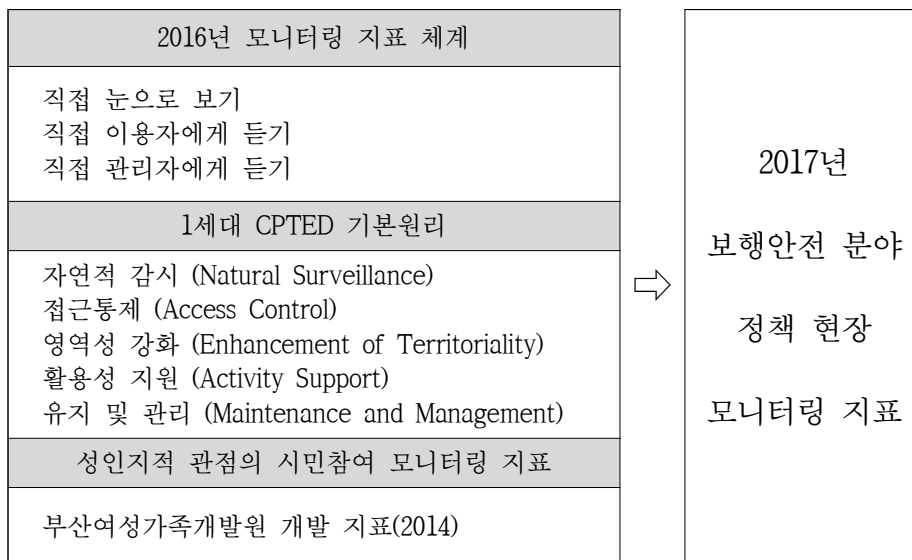 2016년 모니터링 지표 체계
직접 눈으로 보기
직접 이용자에게 듣기
직접 관리자에게 듣기
1세대 CPTED 기본원리
자연적 감시 (Natural Surveillance)
접근통제 (Access Control)
영역성 강화 (Enhancement of Territoriality)
활용성 지원 (Activity Support)
유지 및 관리 (Maintenance and Management)
성인지적 관점의 시민참여 모니터링 지표
부산여성가족개발원 개발 지표(2014)
⇨
2017년
보행안전 분야
정책 현장
모니터링 지표